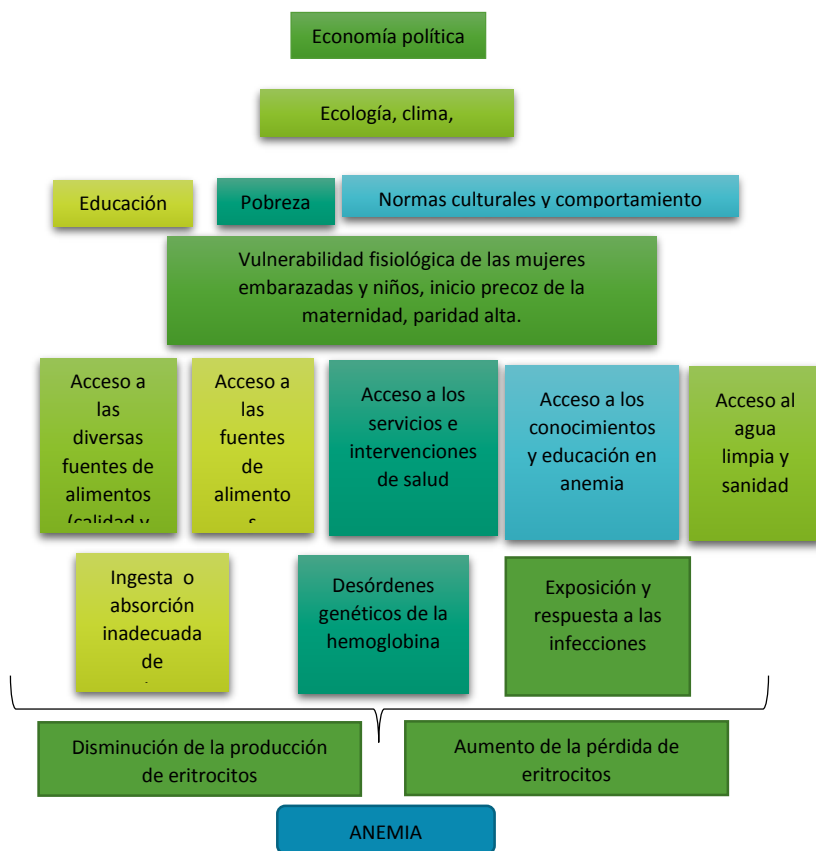 Economía política
Ecología, clima,
Educación
Pobreza
Normas culturales y comportamiento
Vulnerabilidad fisiológica de las mujeres
embarazadas y niños, inicio precoz de la
maternidad, paridad alta.
Acceso a
las
diversas
fuentes de
alimentos
(calidad y
Acceso a
las
fuentes
de
alimento
s
Acceso a los
servicios e
intervenciones
de salud
Acceso a los
conocimientos
y educación en
anemia
Acceso al
agua
limpia y
sanidad
Ingesta o
absorción
inadecuada
de
Desórdenes
genéticos de la
hemoglobina
Exposición y
respuesta a las
infecciones
Disminución de la producción
de eritrocitos
Aumento de la pérdida de
eritrocitos
ANEMIA